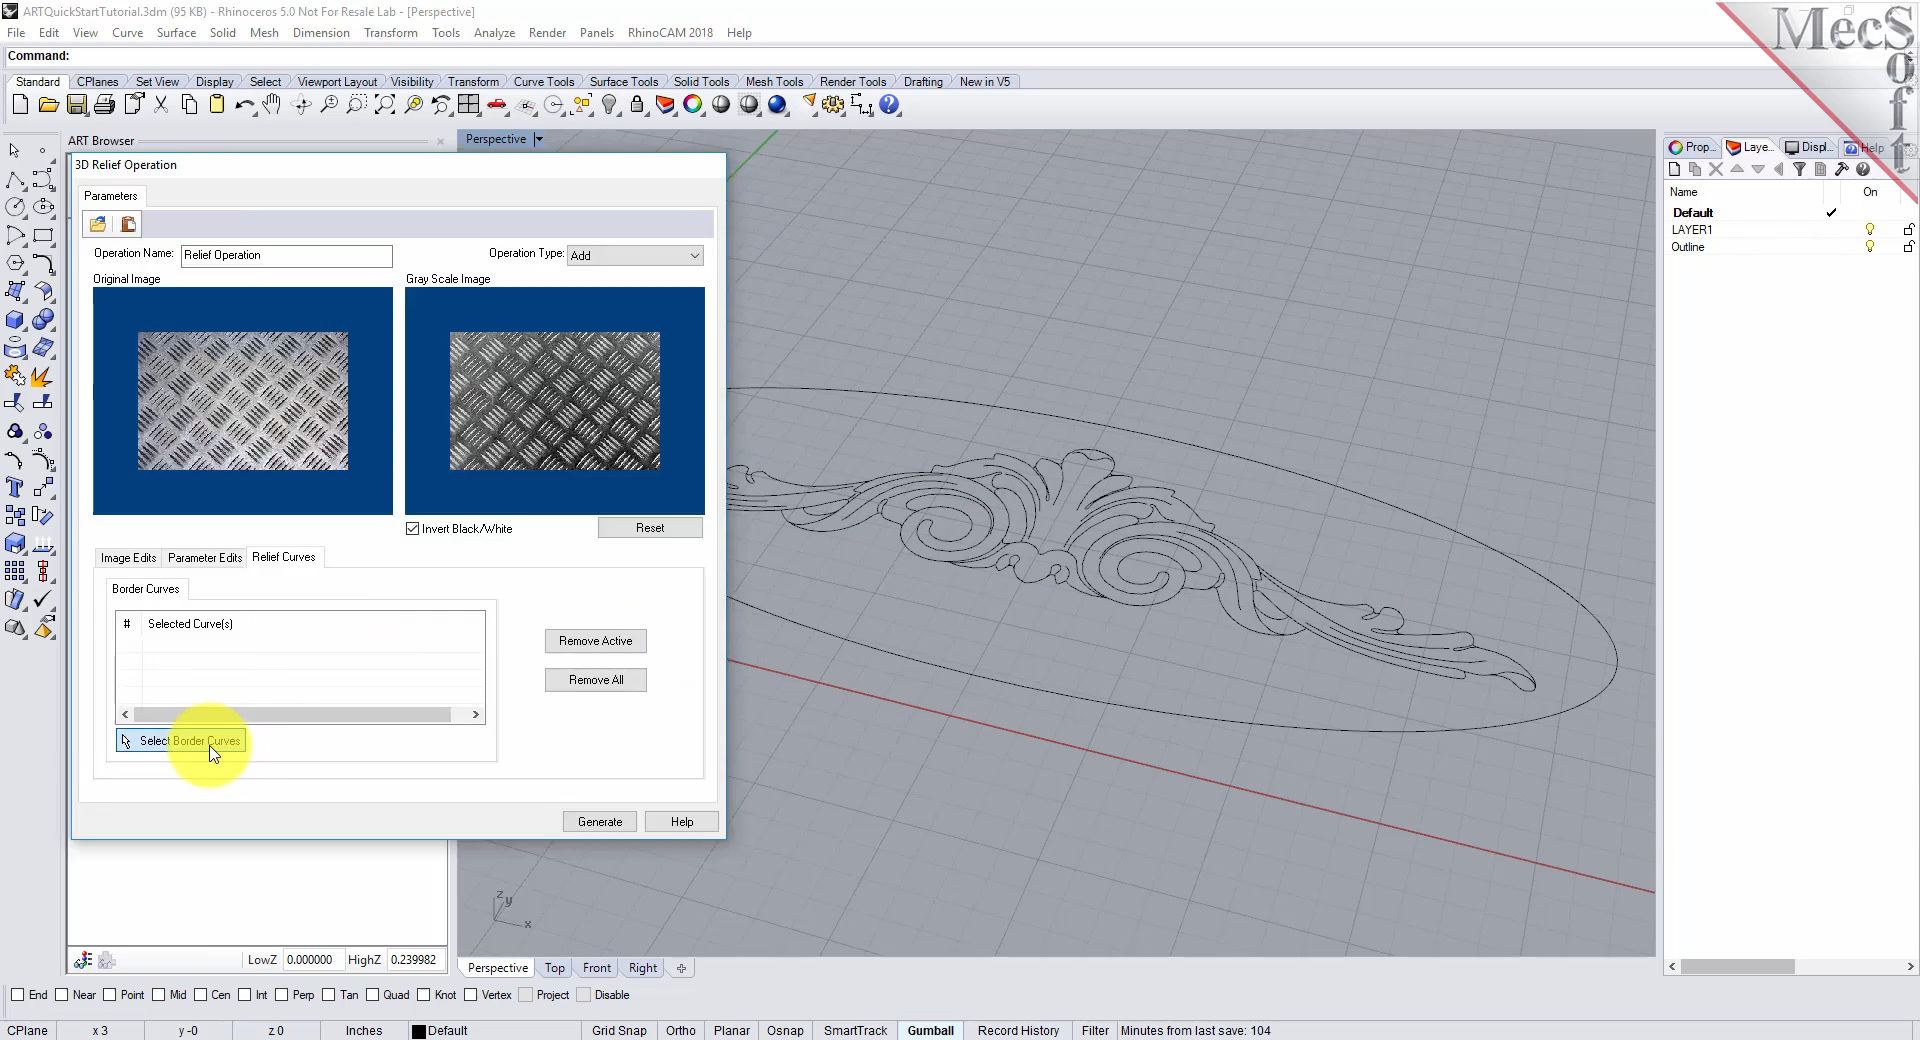 ARTQuickStartTutorial.3dm (95 KB) - Rhinoceros 5.0 Not For Resale Lab - [Perspective]
File Edit View Curve Surface Solid Mesh Dimension Transform Tools Analyze Render Panels RhinoCAM 2018 Help
Command:
Standard CPlanes Set View Display Select Viewport Layout Visibility Transform Curve Tools Surface Tools Solid Tools Mesh Tools Render Tools Drafting New in V5
MecSoft
ART Browser
Perspective
Prop... Laye... Displ... Help
3D Relief Operation
Parameters
Name On
Default
LAYER1
Outline
Operation Name: Relief Operation Operation Type: Add
Original Image Gray Scale Image
Invert Black/White Reset
Image Edits Parameter Edits Relief Curves
Border Curves
# Selected Curve(s)
Remove Active
Remove All
Select Border Curves
Generate Help
z y x
LowZ 0.000000 HighZ 0.239982
Perspective Top Front Right
End Near Point Mid Cen Int Perp Tan Quad Knot Vertex Project Disable
CPlane x 3 y -0 z 0 Inches Default Grid Snap Ortho Planar Osnap SmartTrack Gumball Record History Filter Minutes from last save: 104